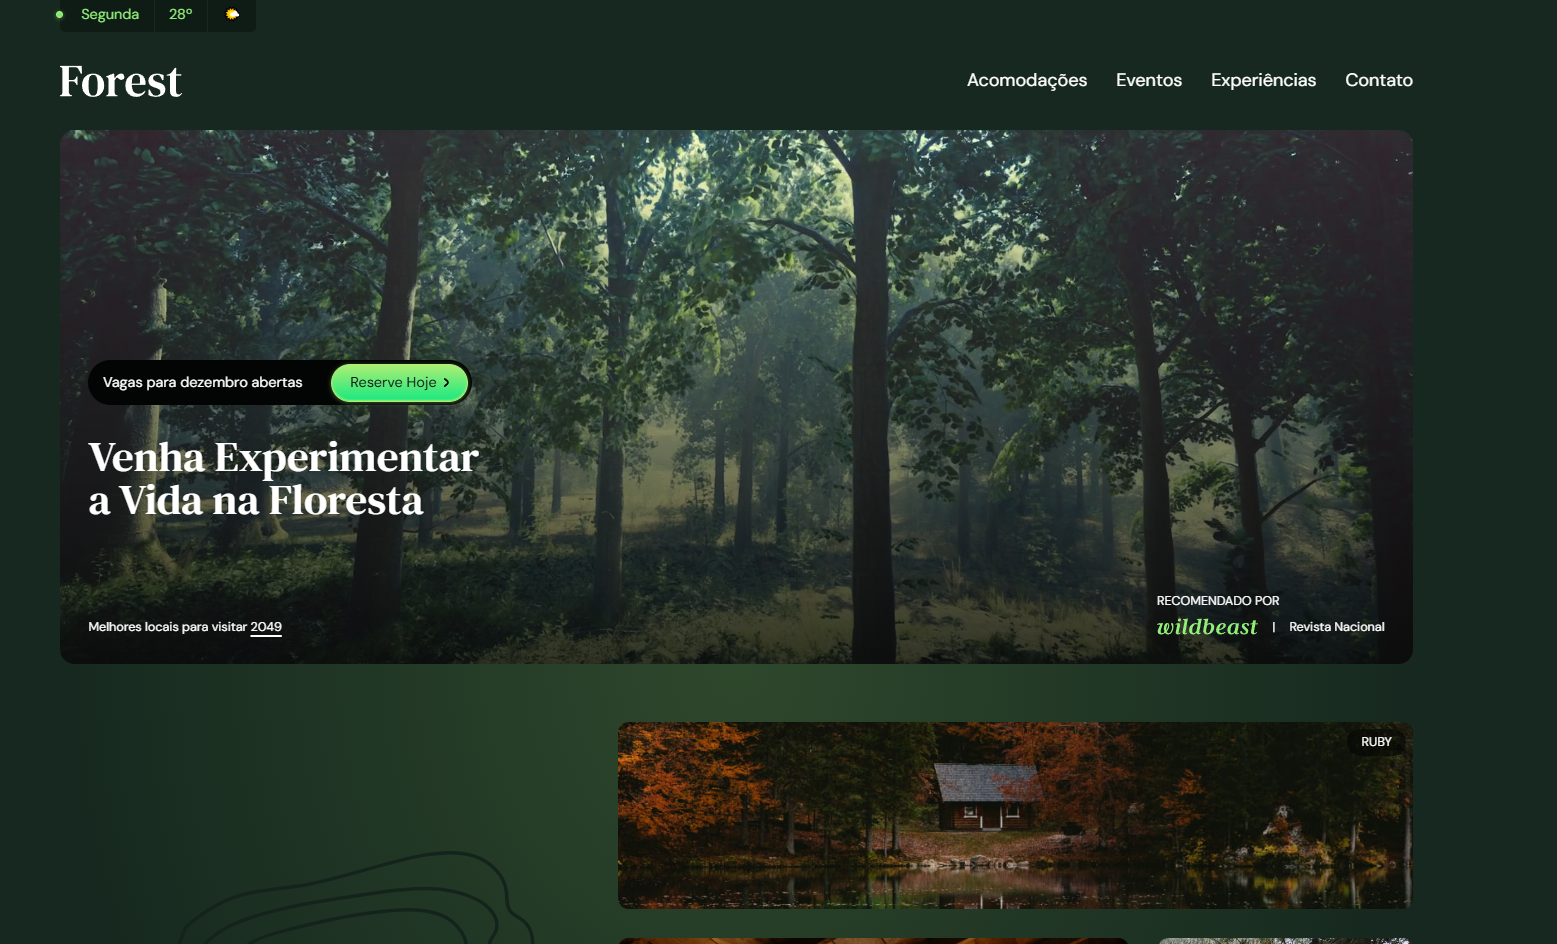 Segunda 28º
Forest
Acomodações Eventos Experiências Contato
Vagas para dezembro abertas Reserve Hoje
Venha Experimentar
a Vida na Floresta
Melhores locais para visitar 2049
RECOMENDADO POR
wildbeast | Revista Nacional
RUBY